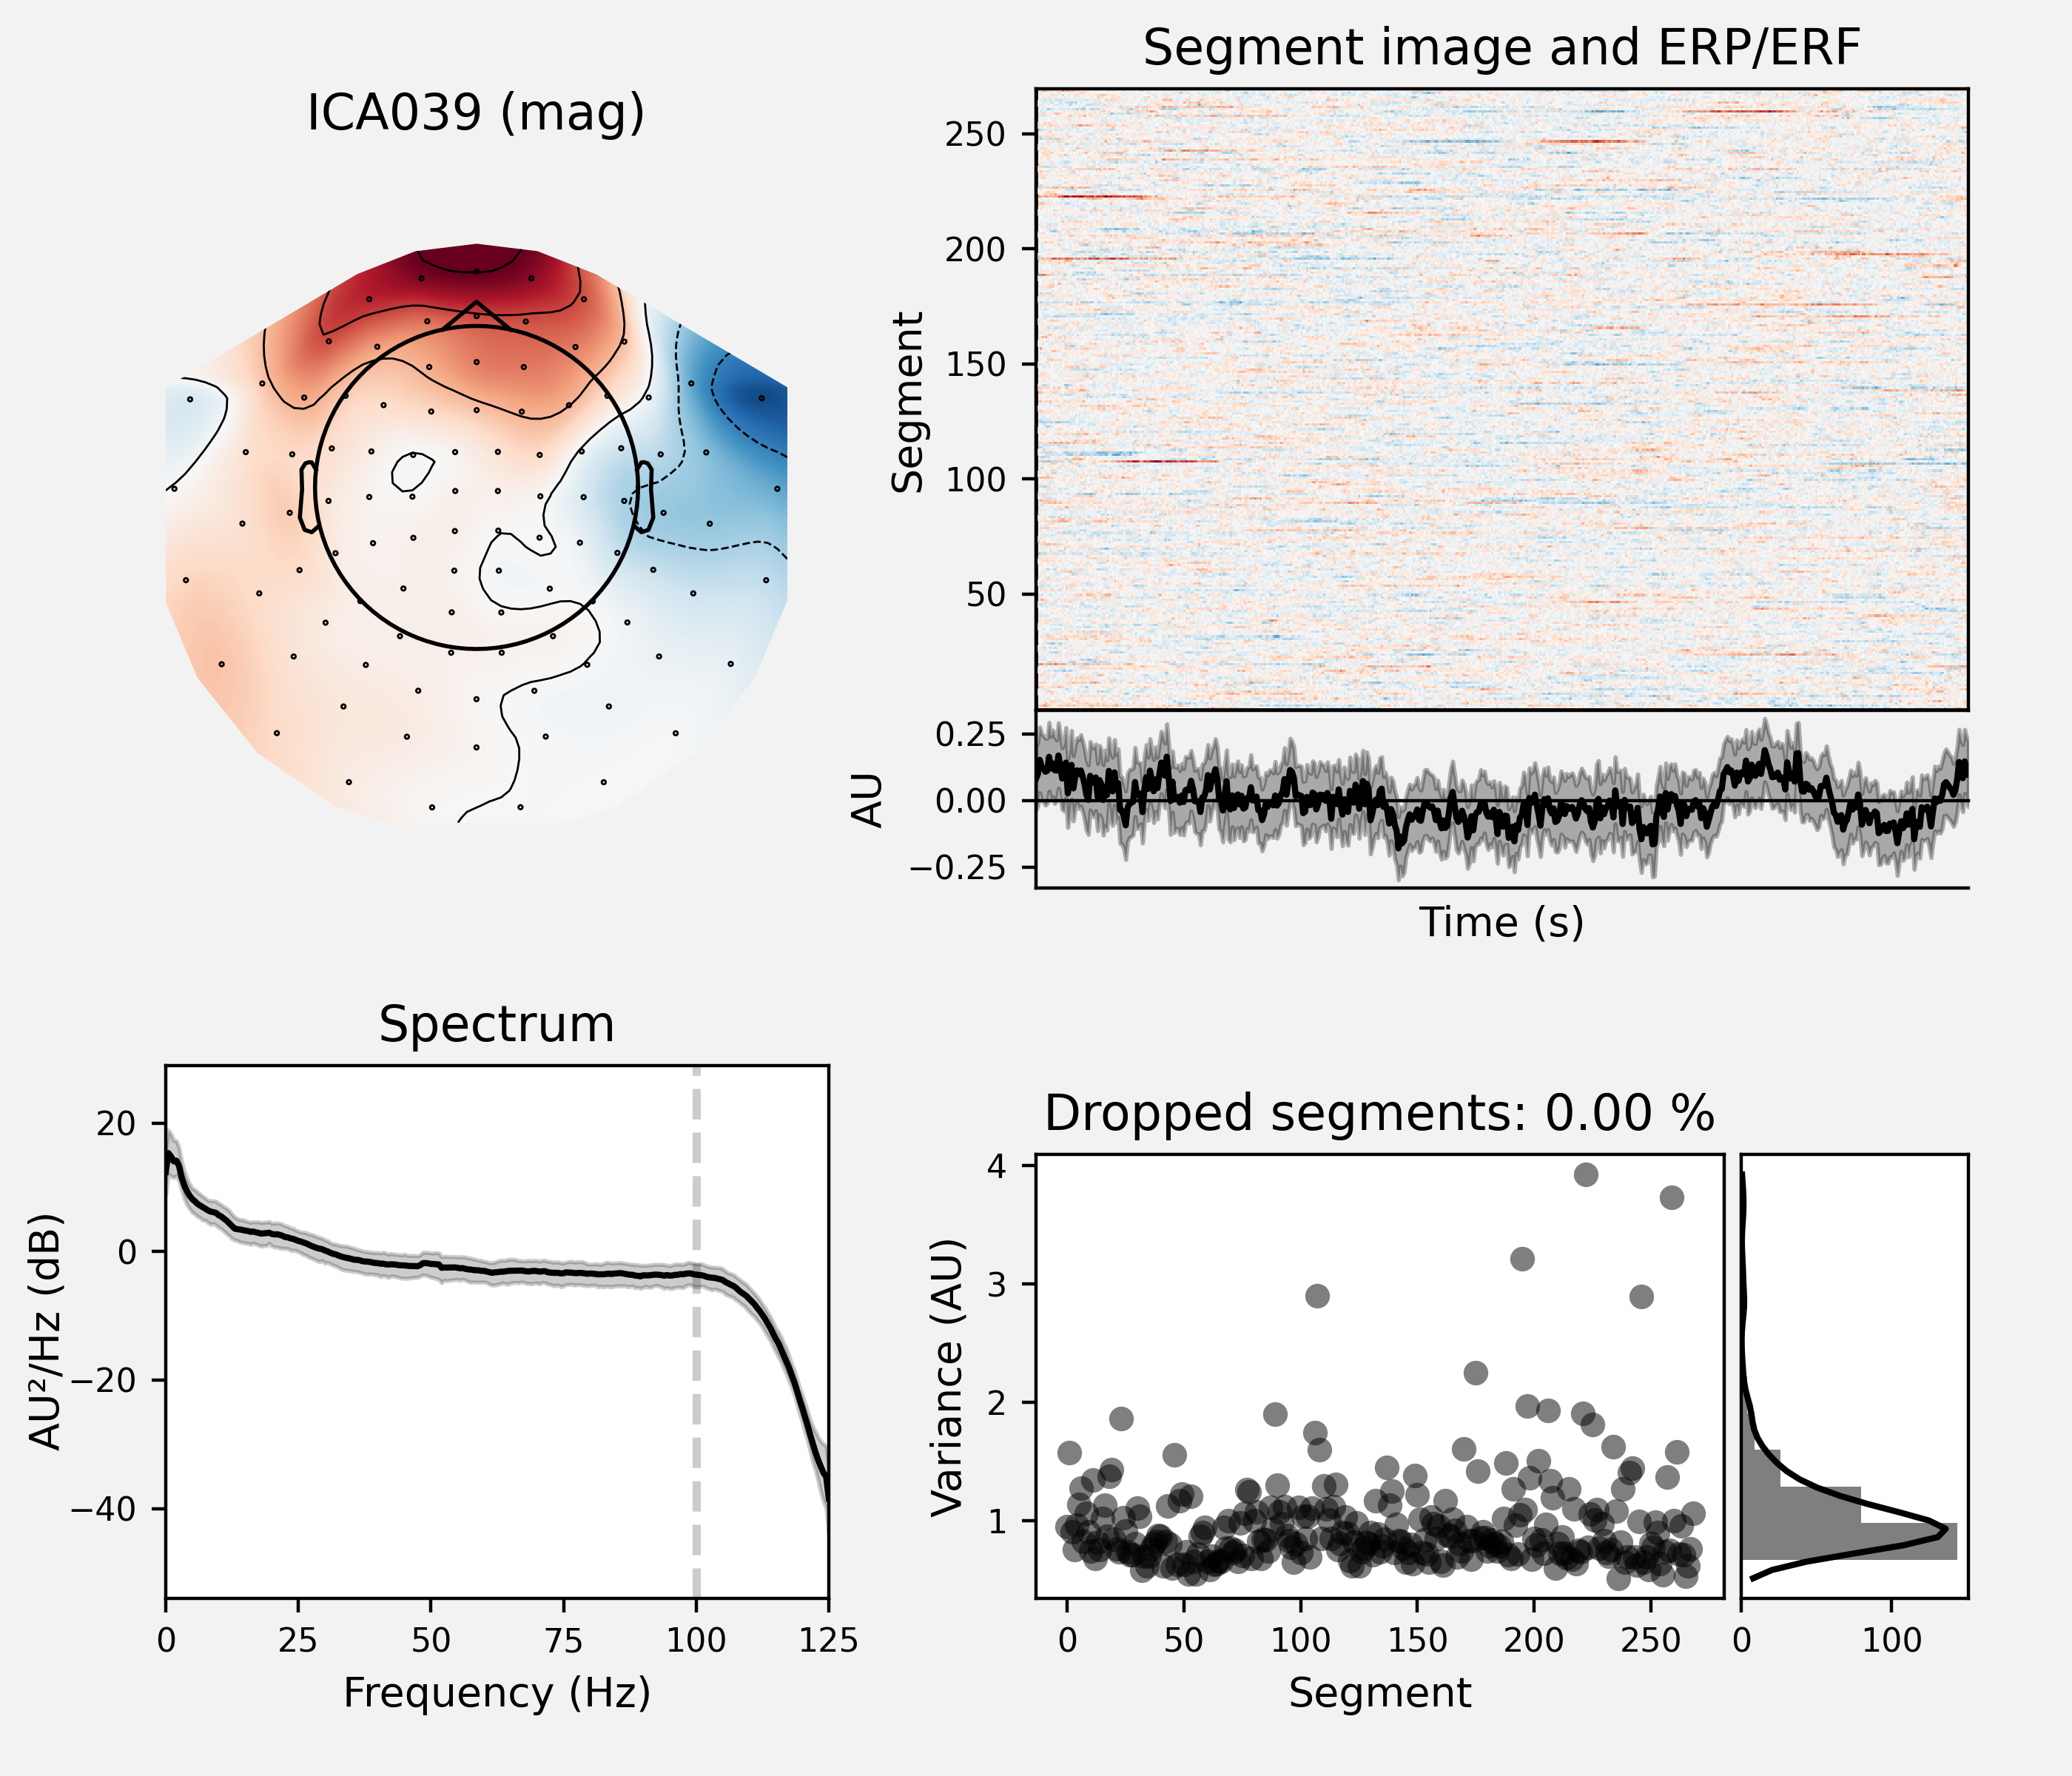 Segment image and ERP/ERF
ICA039 (mag)
Segment
250
200
150
100
50
AU
0.25
0.00
−0.25
Time (s)
Spectrum
AU²/Hz (dB)
20
0
−20
−40
0 25 50 75 100 125
Frequency (Hz)
Dropped segments: 0.00 %
Variance (AU)
4
3
2
1
0 50 100 150 200 250
0 100
Segment